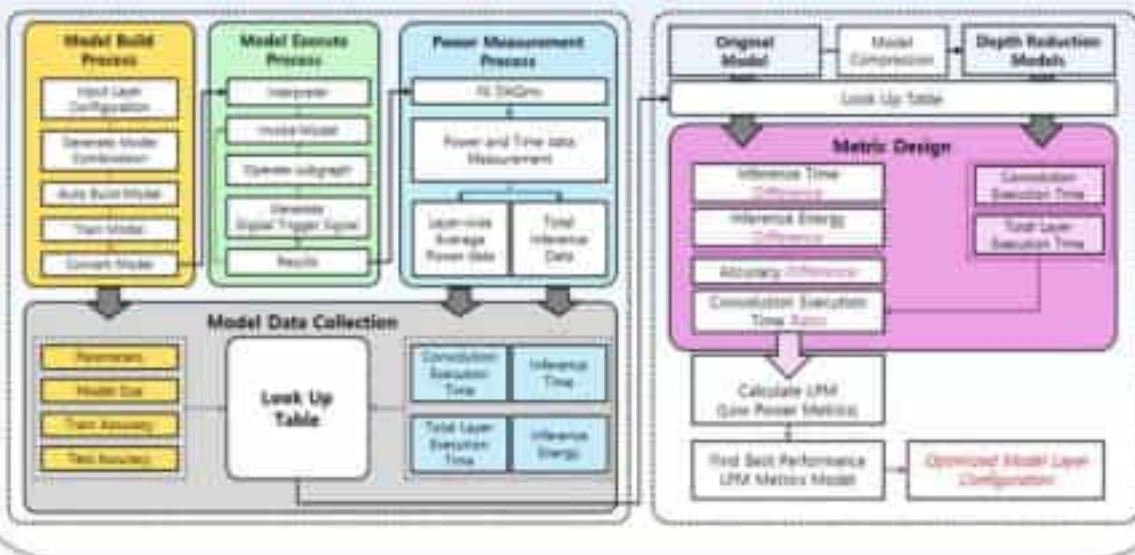 Model Build
Process
Input Layer
Configuration
Generate Model
Combination
Auto Build Model
Train Model
Convert Model
Model Execute
Process
Interpreter
Invoke Model
Operate subgraph
Generate
Digital Trigger Signal
Results
Power Measurement
Process
NI DAQmx
Power and Time data
Measurement
Layer-wise
Average
Power data
Total
Inference
Data
Model Data Collection
Parameters
Model Size
Train Accuracy
Test Accuracy
Look Up
Table
Convolution
Execution
Time
Inference
Time
Total Layer
Execution
Time
Inference
Energy
Original
Model
Model
Compression
Depth Reduction
Models
Look Up Table
Metric Design
Inference Time
Difference
Inference Energy
Difference
Accuracy Difference
Convolution Execution
Time Ratio
Convolution
Execution Time
Total Layer
Execution Time
Calculate LPM
(Low Power Metrics)
Find Best Performance
LPM Metrics Model
Optimized Model Layer
Configuration